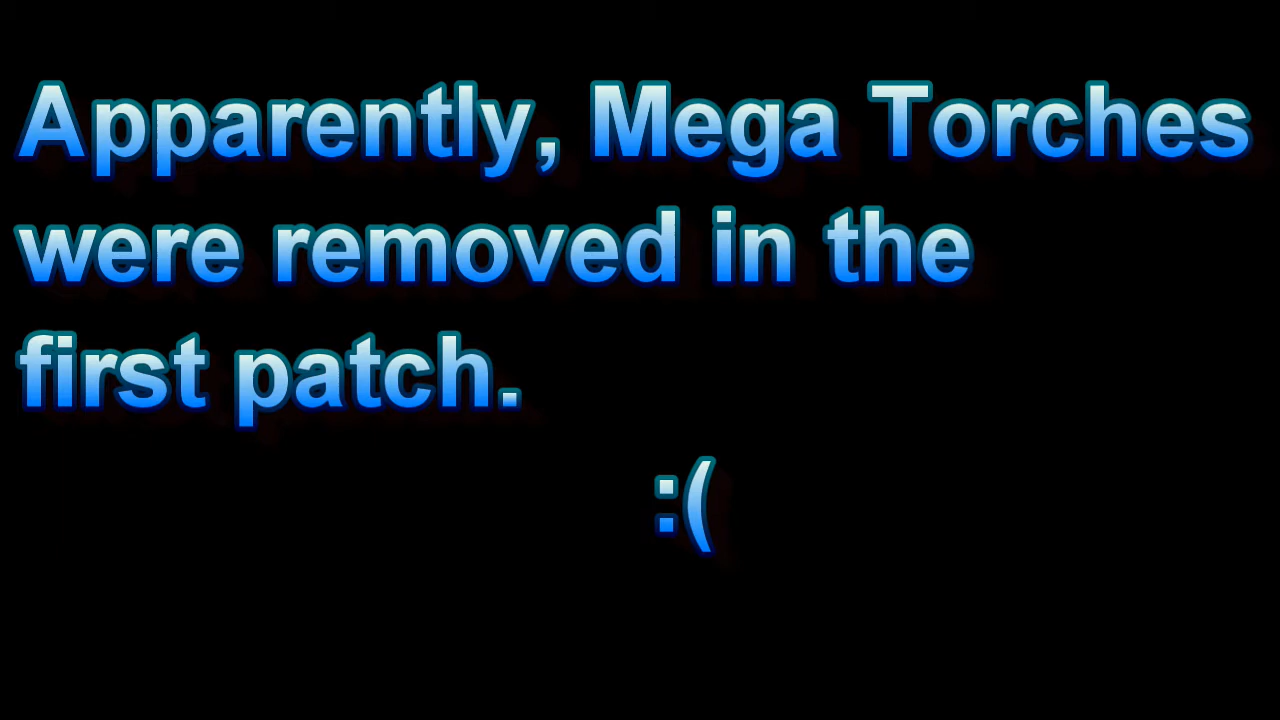 Apparently, Mega Torches
were removed in the
first patch.
:(